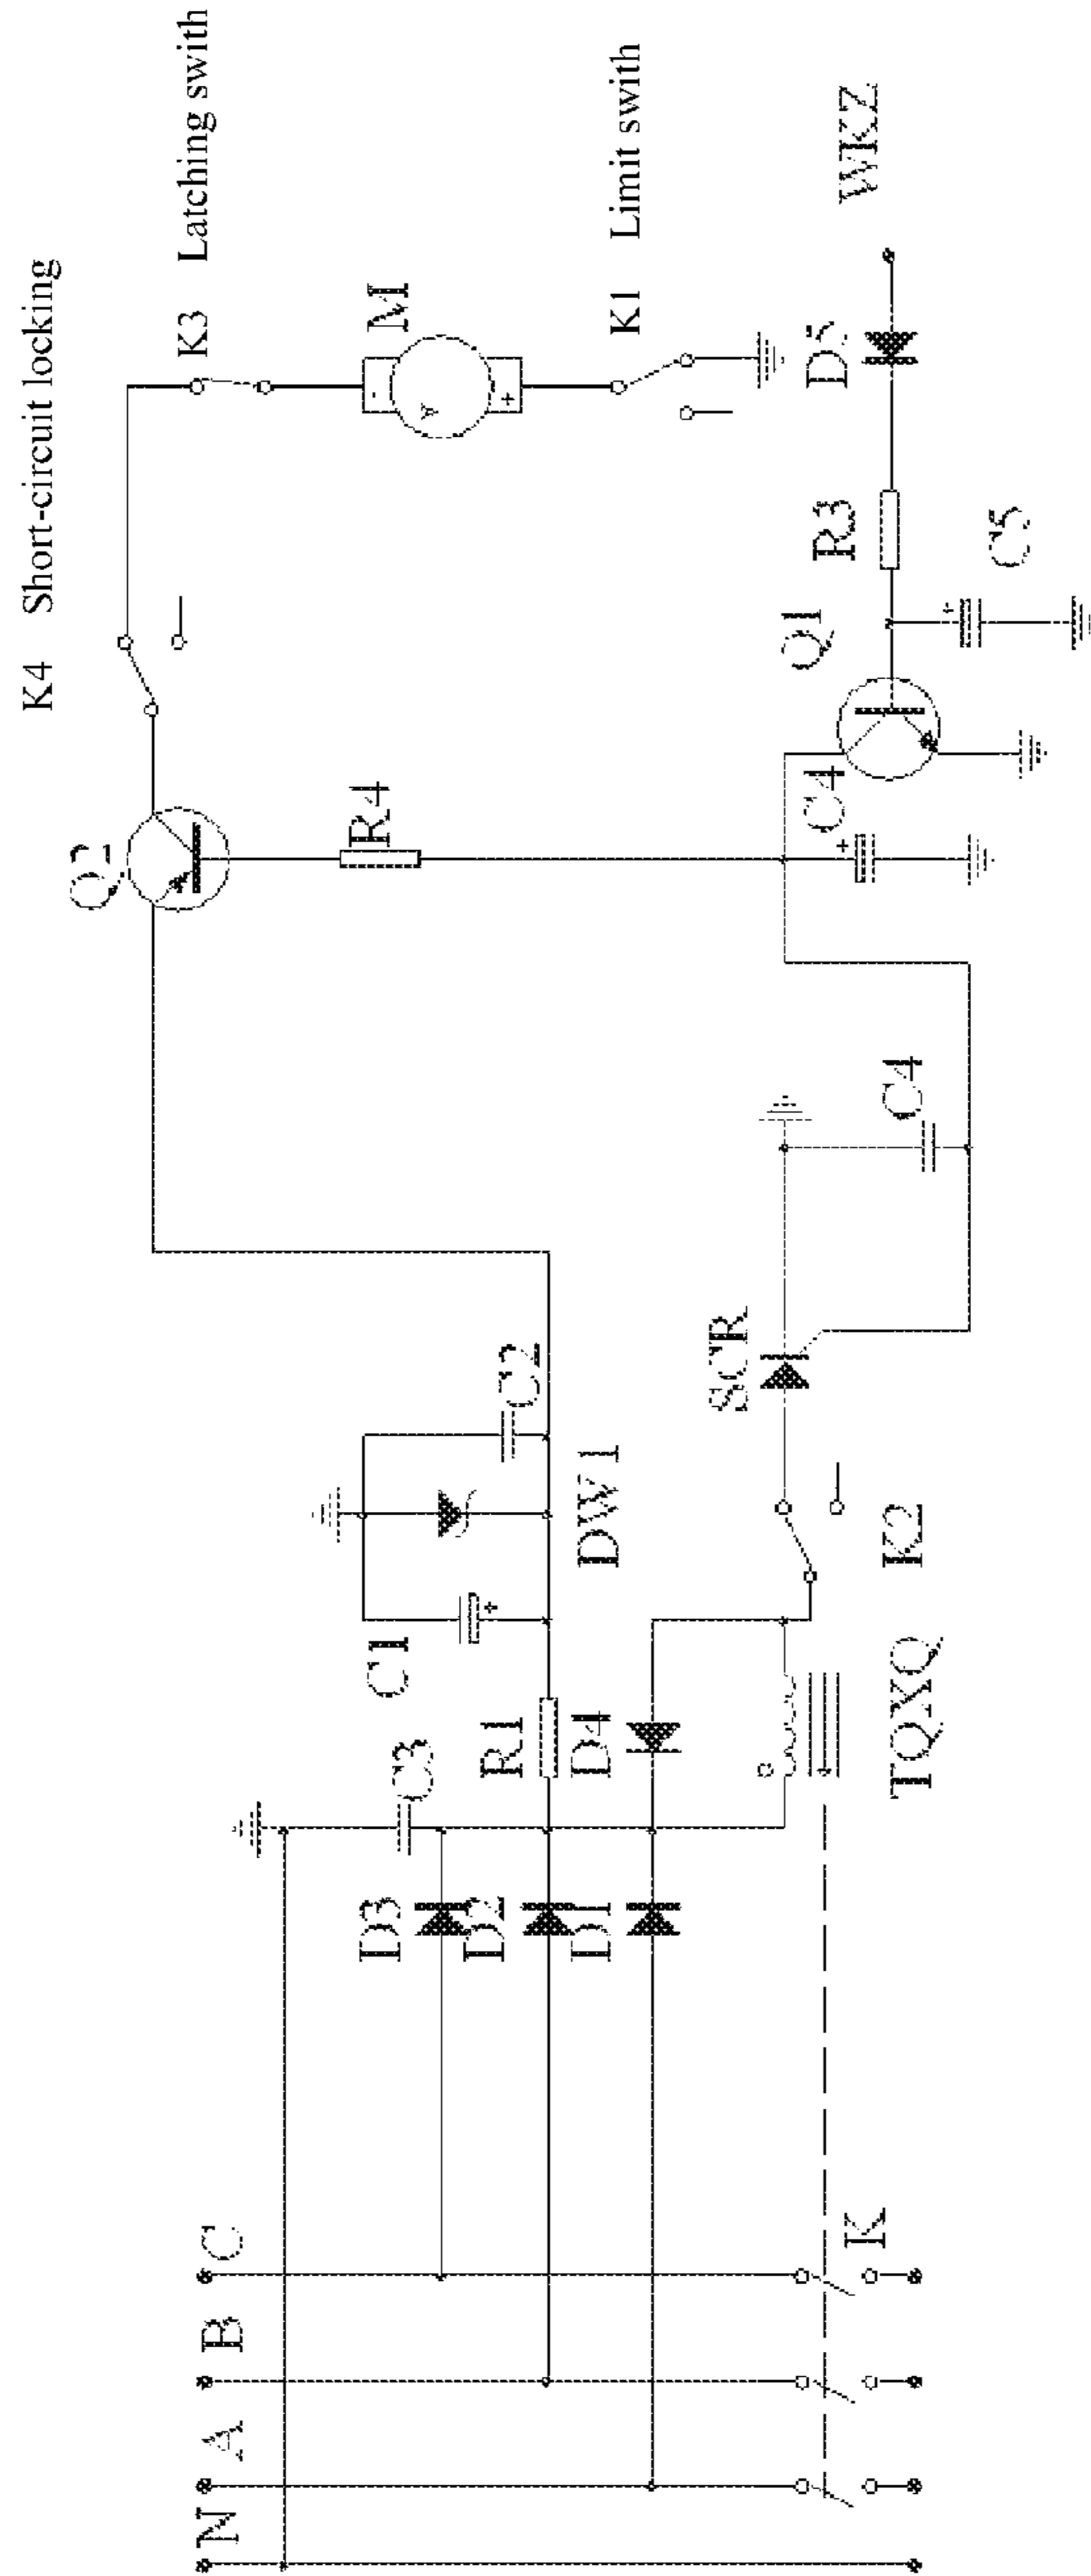 K4 Short-circuit locking
K3 Latching swith
Q2
M
R4
K1 Limit swith
WKZ
D5
R3
Q1
C5
C4
C4
C2
SCR
DW1
C1
K2
C3
R1
D4
TQXQ
D3
D2
D1
N
A
B
C
K